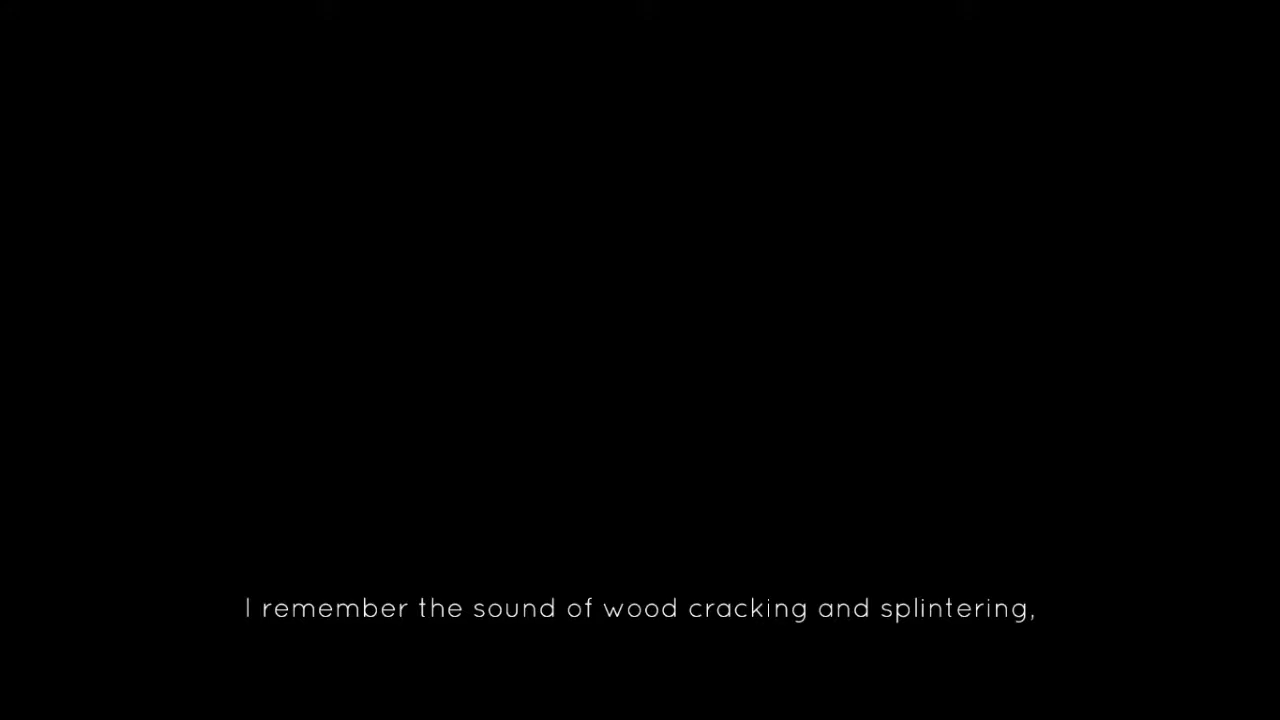 I remember the sound of wood cracking and splintering,